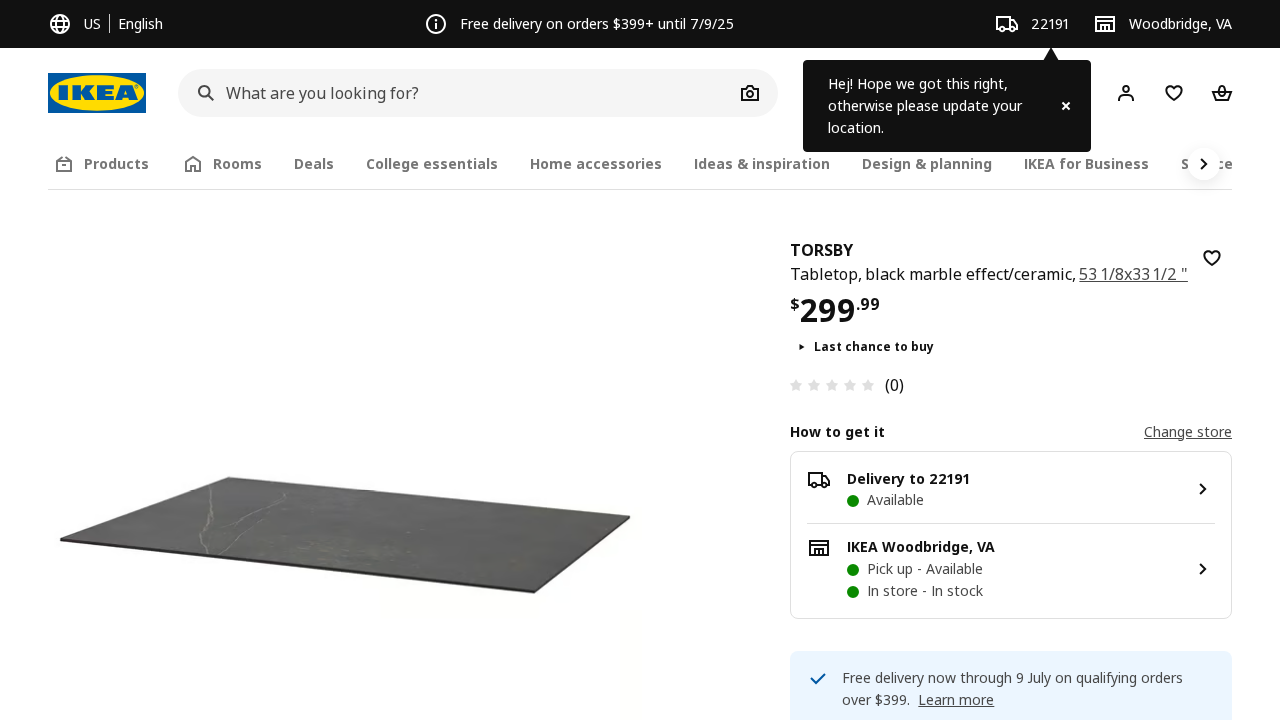 US English
Free delivery on orders $399+ until 7/9/25
22191
Woodbridge, VA
IKEA
What are you looking for?
Hej! Hope we got this right,
otherwise please update your
location.
Products
Rooms
Deals
College essentials
Home accessories
Ideas & inspiration
Design & planning
IKEA for Business
TORSBY
Tabletop, black marble effect/ceramic, 53 1/8x33 1/2 "
$299.99
Last chance to buy
(0)
How to get it
Change store
Delivery to 22191
Available
IKEA Woodbridge, VA
Pick up - Available
In store - In stock
Free delivery now through 9 July on qualifying orders
over $399. Learn more